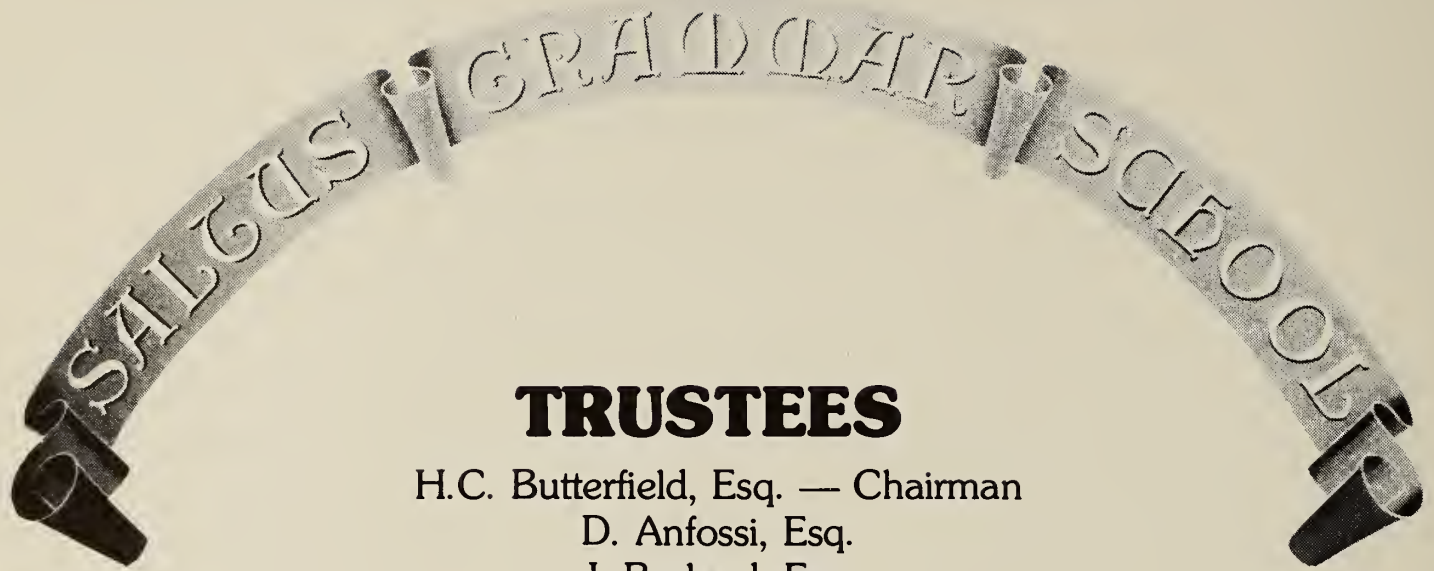 SALTUS GRAMMAR SCHOOL
TRUSTEES
H.C. Butterfield, Esq. — Chairman
D. Anfossi, Esq.